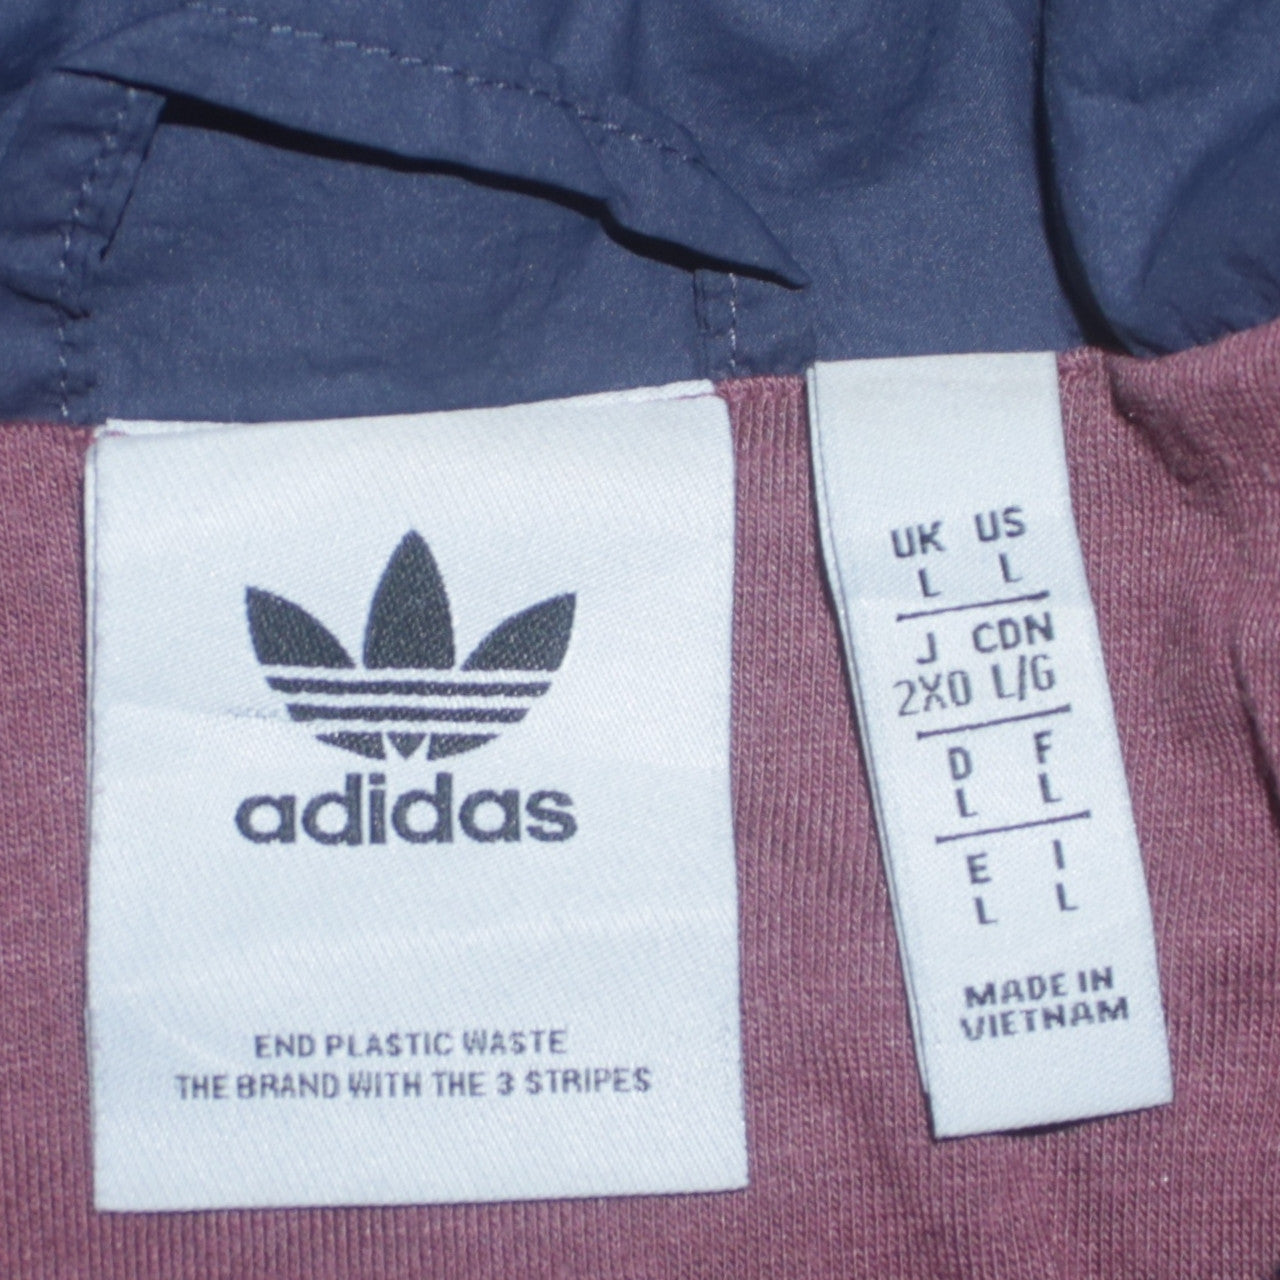 adidas
END PLASTIC WASTE
THE BRAND WITH THE 3 STRIPES
UK US
L L
J CDN
2XO L/G
D F
L L
E I
L L
MADE IN
VIETNAM